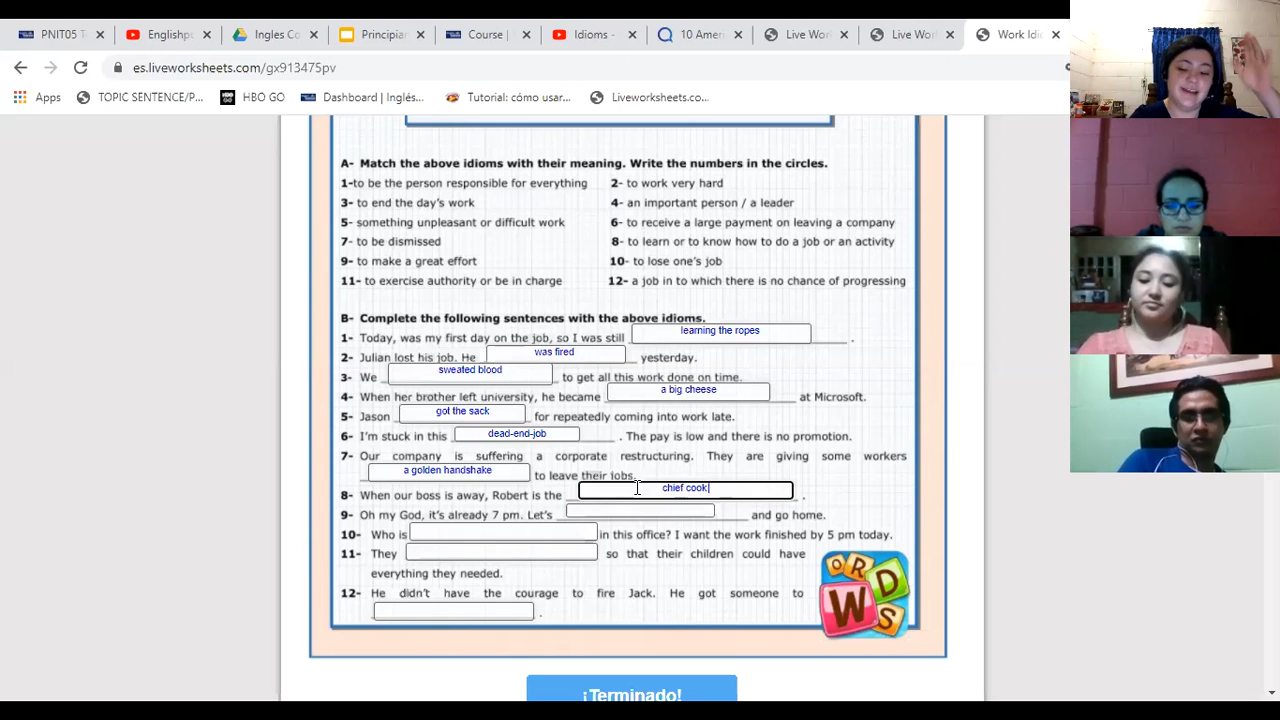 PNIT05 T
Englishp
Ingles Co
Principian
Course
Idioms -
10 Ameri
Live Wor
Live Wor
Work Idi
es.liveworksheets.com/gx913475pv
Apps
TOPIC SENTENCE/P...
HBO GO
Dashboard | Inglés...
Tutorial: cómo usar...
Liveworksheets.co...
A- Match the above idioms with their meaning. Write the numbers in the circles.
1-to be the person responsible for everything 2- to work very hard
3- to end the day's work 4- an important person / a leader
5- something unpleasant or difficult work 6- to receive a large payment on leaving a company
7- to be dismissed 8- to learn or to know how to do a job or an activity
9- to make a great effort 10- to lose one's job
11- to exercise authority or be in charge 12- a job in to which there is no chance of progressing
B- Complete the following sentences with the above idioms.
1- Today, was my first day on the job, so I was still learning the ropes .
2- Julian lost his job. He was fired yesterday.
3- We sweated blood to get all this work done on time.
4- When her brother left university, he became a big cheese at Microsoft.
5- Jason got the sack for repeatedly coming into work late.
6- I'm stuck in this dead-end-job . The pay is low and there is no promotion.
7- Our company is suffering a corporate restructuring. They are giving some workers
a golden handshake to leave their jobs.
8- When our boss is away, Robert is the chief cook .
9- Oh my God, it's already 7 pm. Let's and go home.
10- Who is in this office? I want the work finished by 5 pm today.
11- They so that their children could have
everything they needed.
12- He didn't have the courage to fire Jack. He got someone to
.
ORD
W S
¡Terminado!